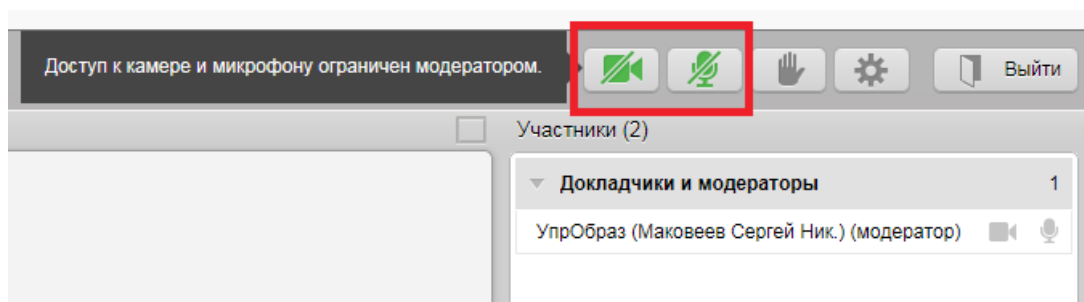 Доступ к камере и микрофону ограничен модератором.
Выйти
Участники (2)
Докладчики и модераторы 1
УпрОбраз (Маковеев Сергей Ник.) (модератор)